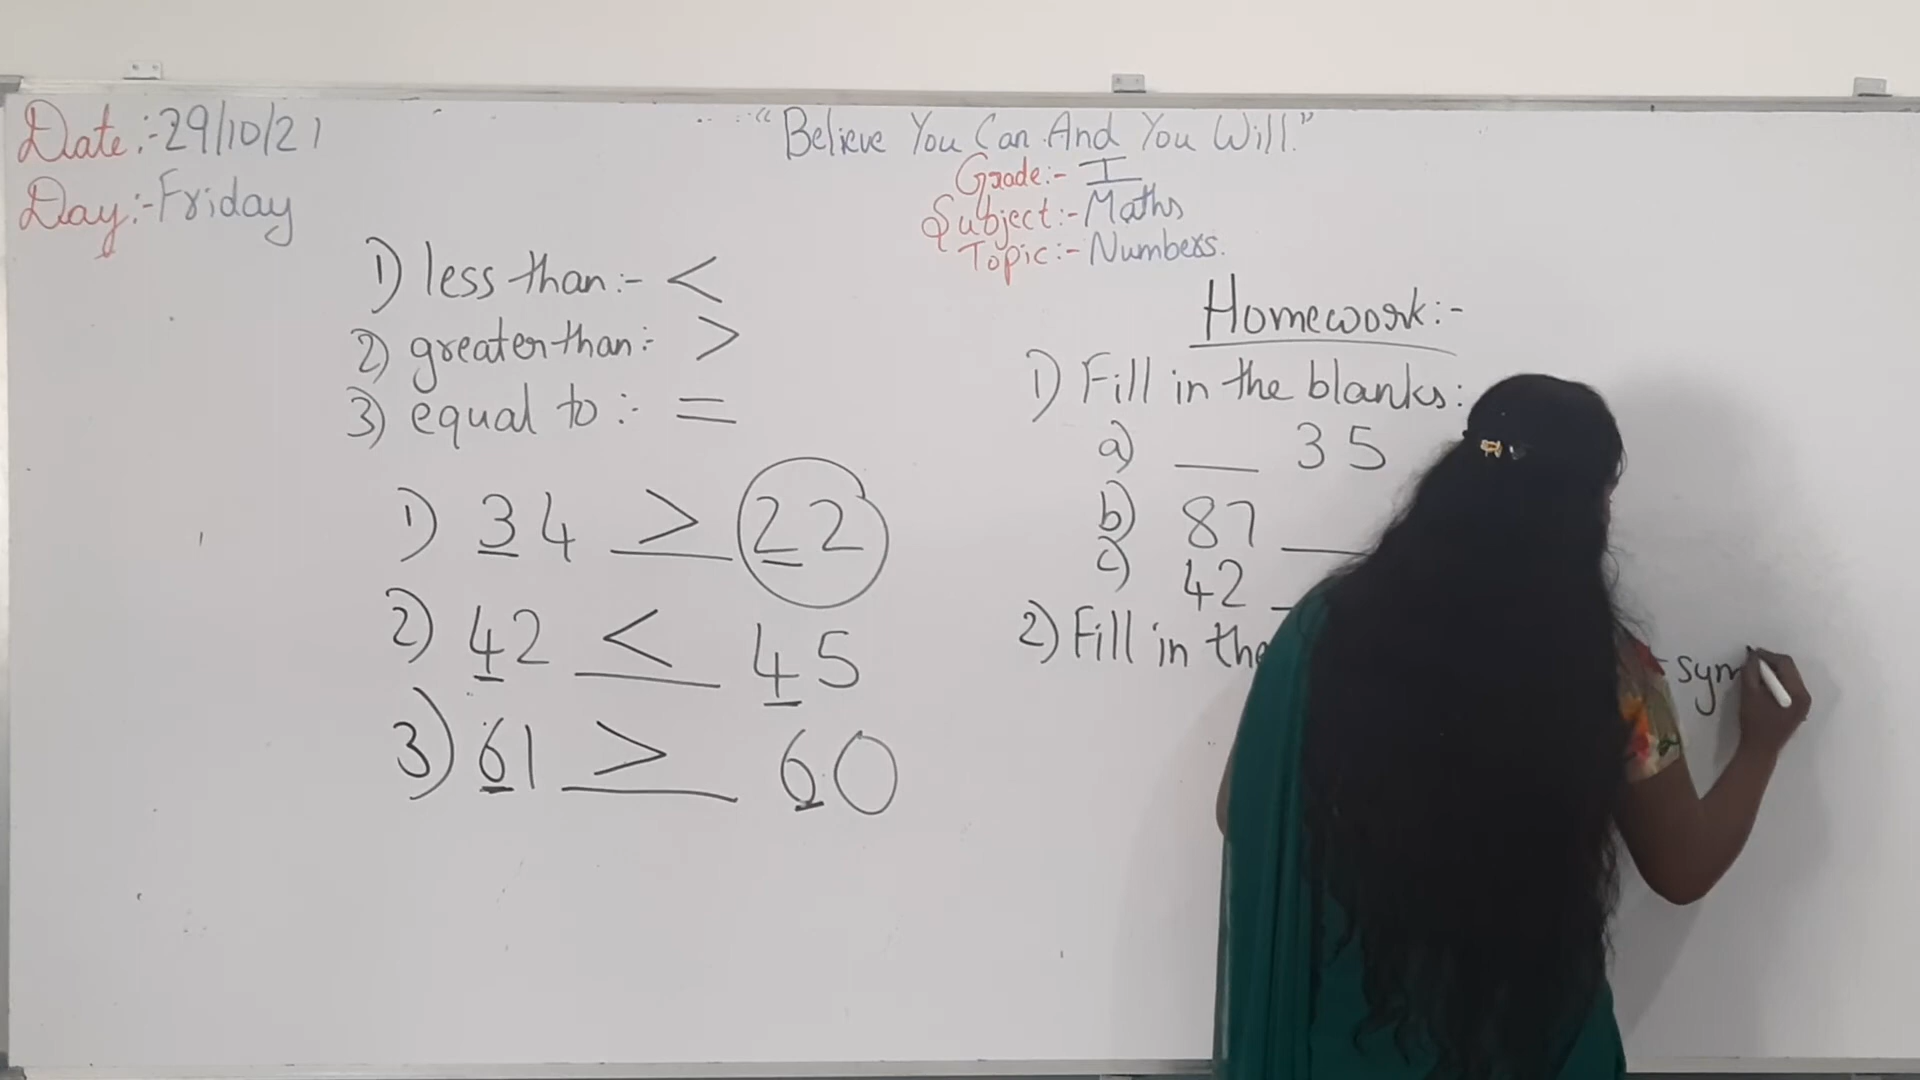 Date:-29/10/21
Day:-Friday
"Believe You Can And You Will."
Grade:- I
Subject:- Maths
Topic:- Numbers.
1) less than:- <
2) greater than:- >
3) equal to:- =
1) 34 > 22
2) 42 < 45
3) 61 > 60
Homework:-
1) Fill in the blanks:
a) __ 35
b) 87 __
c) 42 _
2) Fill in the